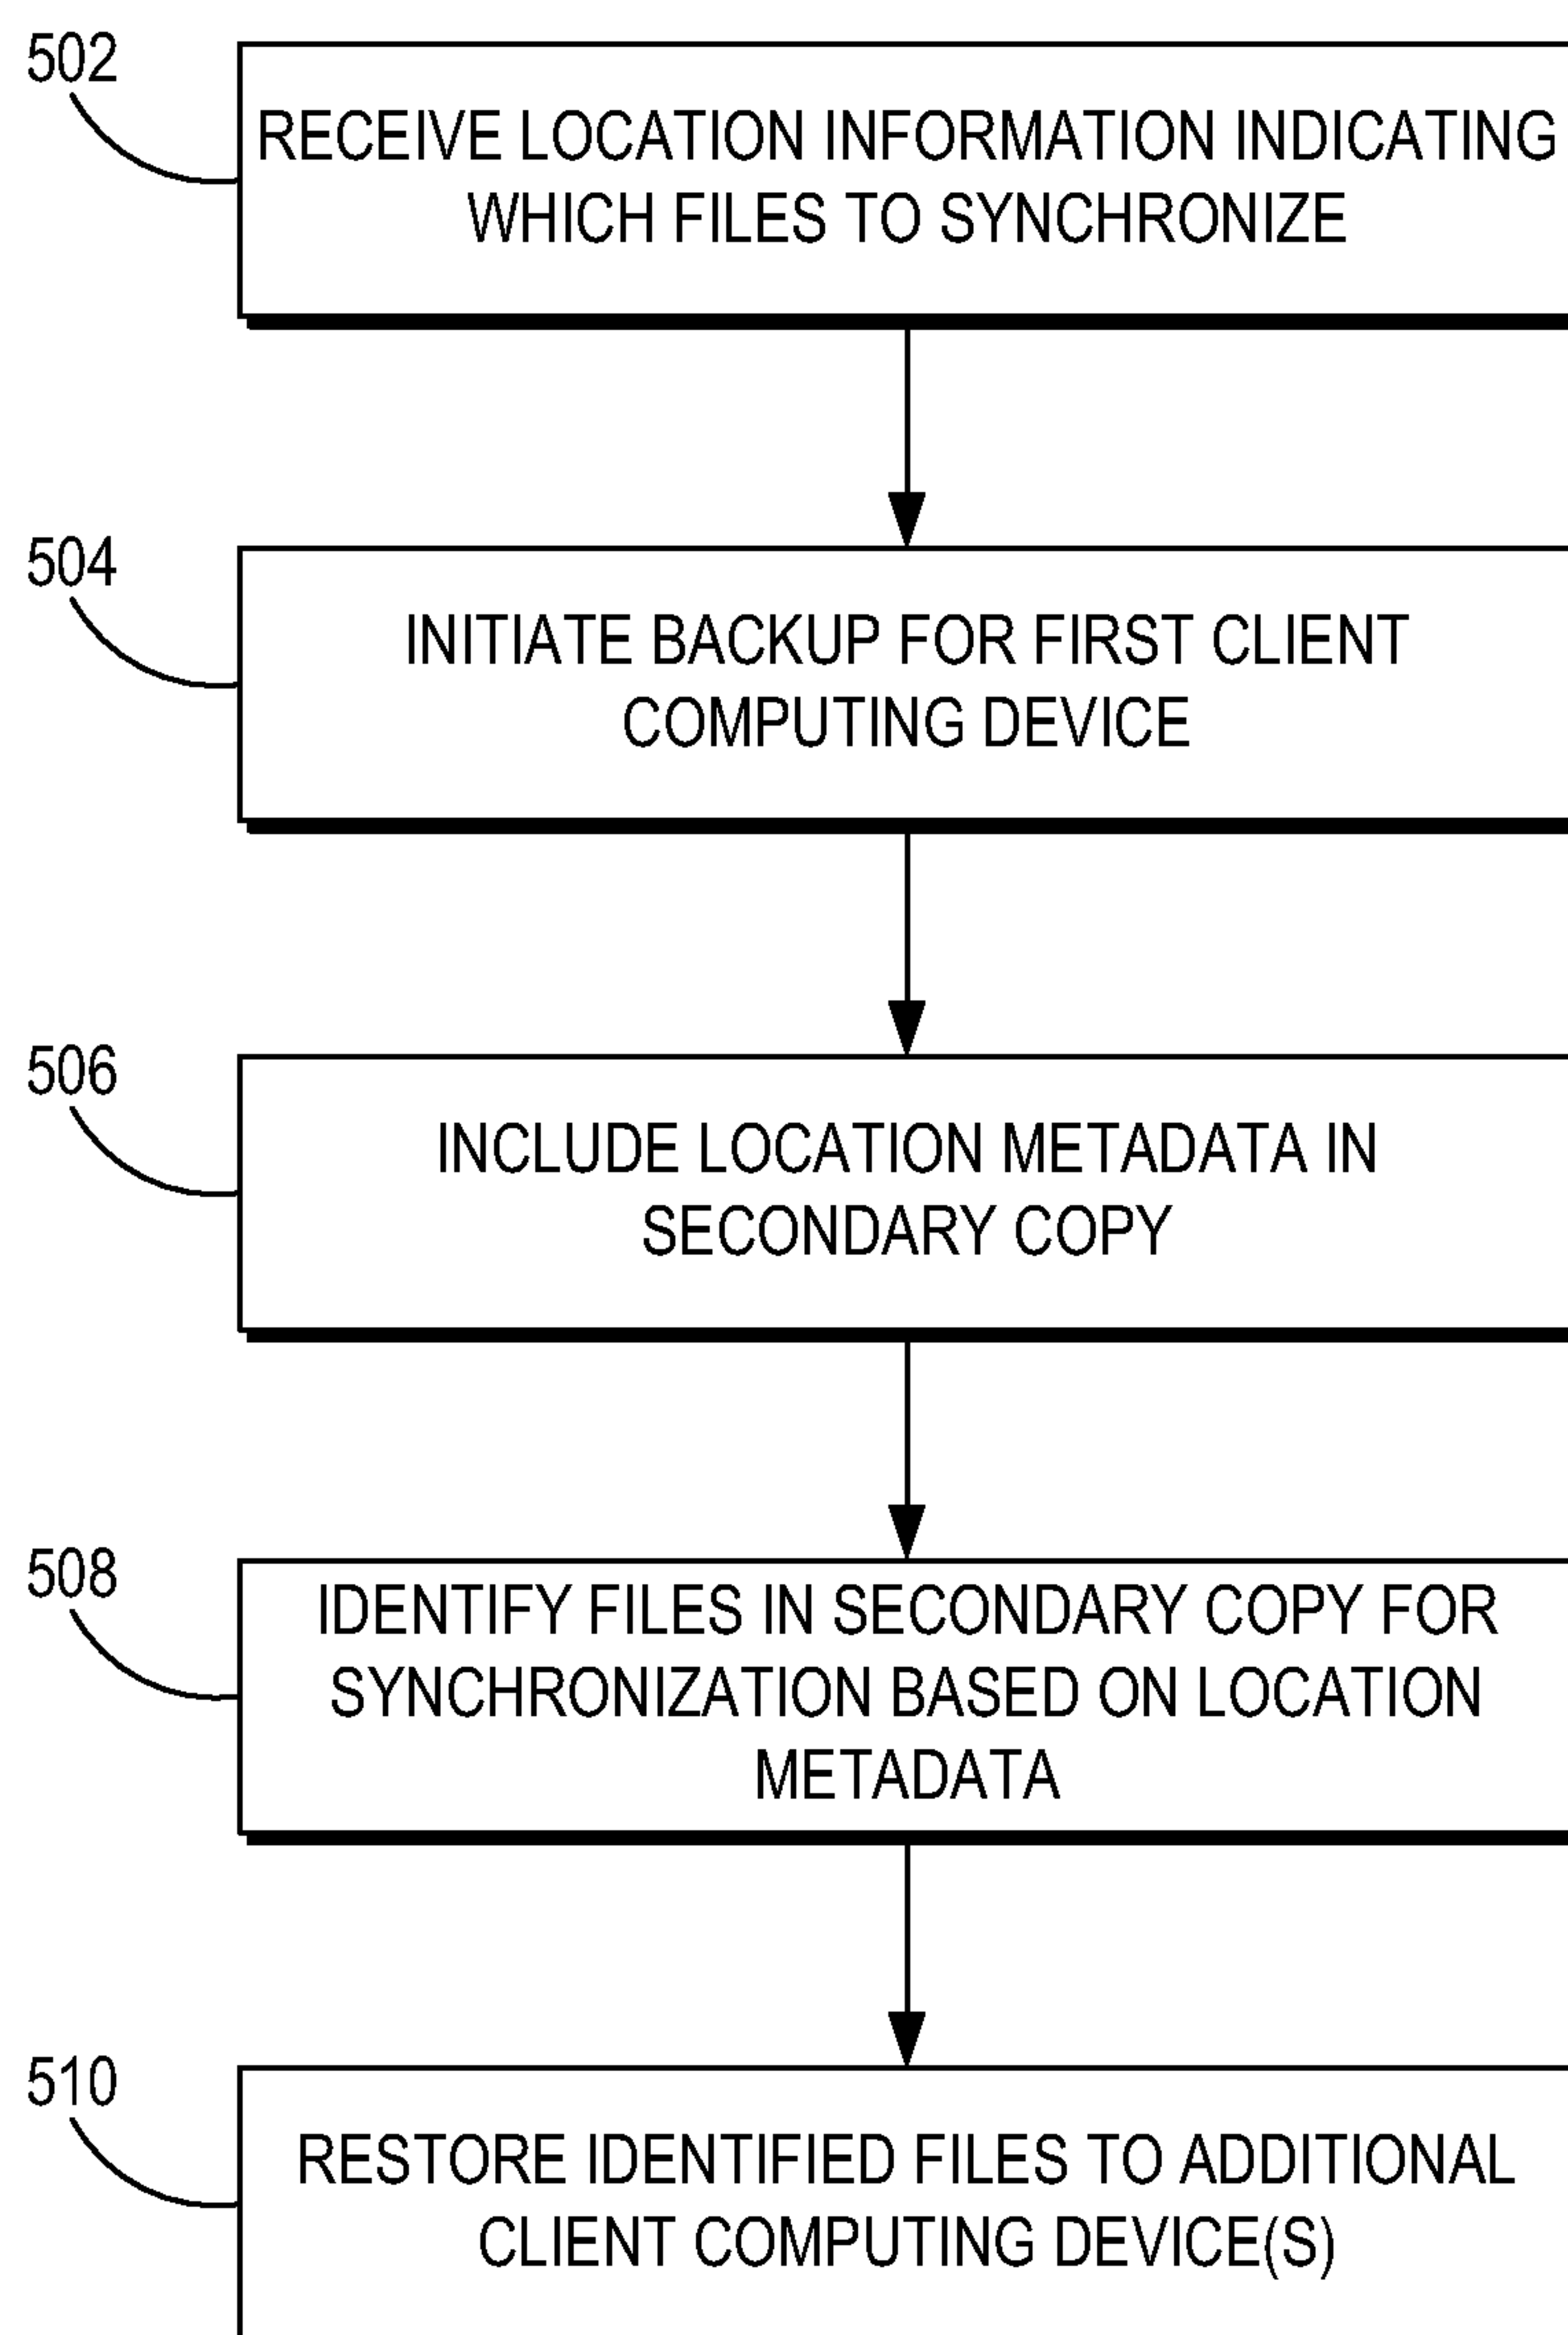 502
RECEIVE LOCATION INFORMATION INDICATING
WHICH FILES TO SYNCHRONIZE
504
INITIATE BACKUP FOR FIRST CLIENT
COMPUTING DEVICE
506
INCLUDE LOCATION METADATA IN
SECONDARY COPY
508
IDENTIFY FILES IN SECONDARY COPY FOR
SYNCHRONIZATION BASED ON LOCATION
METADATA
510
RESTORE IDENTIFIED FILES TO ADDITIONAL
CLIENT COMPUTING DEVICE(S)